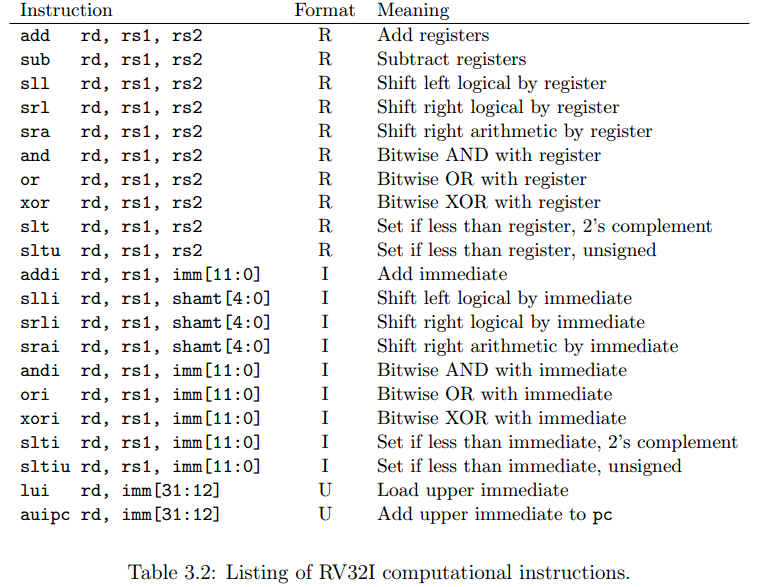 Instruction Format Meaning
add rd, rs1, rs2 R Add registers
sub rd, rs1, rs2 R Subtract registers
sll rd, rs1, rs2 R Shift left logical by register
srl rd, rs1, rs2 R Shift right logical by register
sra rd, rs1, rs2 R Shift right arithmetic by register
and rd, rs1, rs2 R Bitwise AND with register
or rd, rs1, rs2 R Bitwise OR with register
xor rd, rs1, rs2 R Bitwise XOR with register
slt rd, rs1, rs2 R Set if less than register, 2's complement
sltu rd, rs1, rs2 R Set if less than register, unsigned
addi rd, rs1, imm[11:0] I Add immediate
slli rd, rs1, shamt[4:0] I Shift left logical by immediate
srli rd, rs1, shamt[4:0] I Shift right logical by immediate
srai rd, rs1, shamt[4:0] I Shift right arithmetic by immediate
andi rd, rs1, imm[11:0] I Bitwise AND with immediate
ori rd, rs1, imm[11:0] I Bitwise OR with immediate
xori rd, rs1, imm[11:0] I Bitwise XOR with immediate
slti rd, rs1, imm[11:0] I Set if less than immediate, 2's complement
sltiu rd, rs1, imm[11:0] I Set if less than immediate, unsigned
lui rd, imm[31:12] U Load upper immediate
auipc rd, imm[31:12] U Add upper immediate to pc
Table 3.2: Listing of RV32I computational instructions.